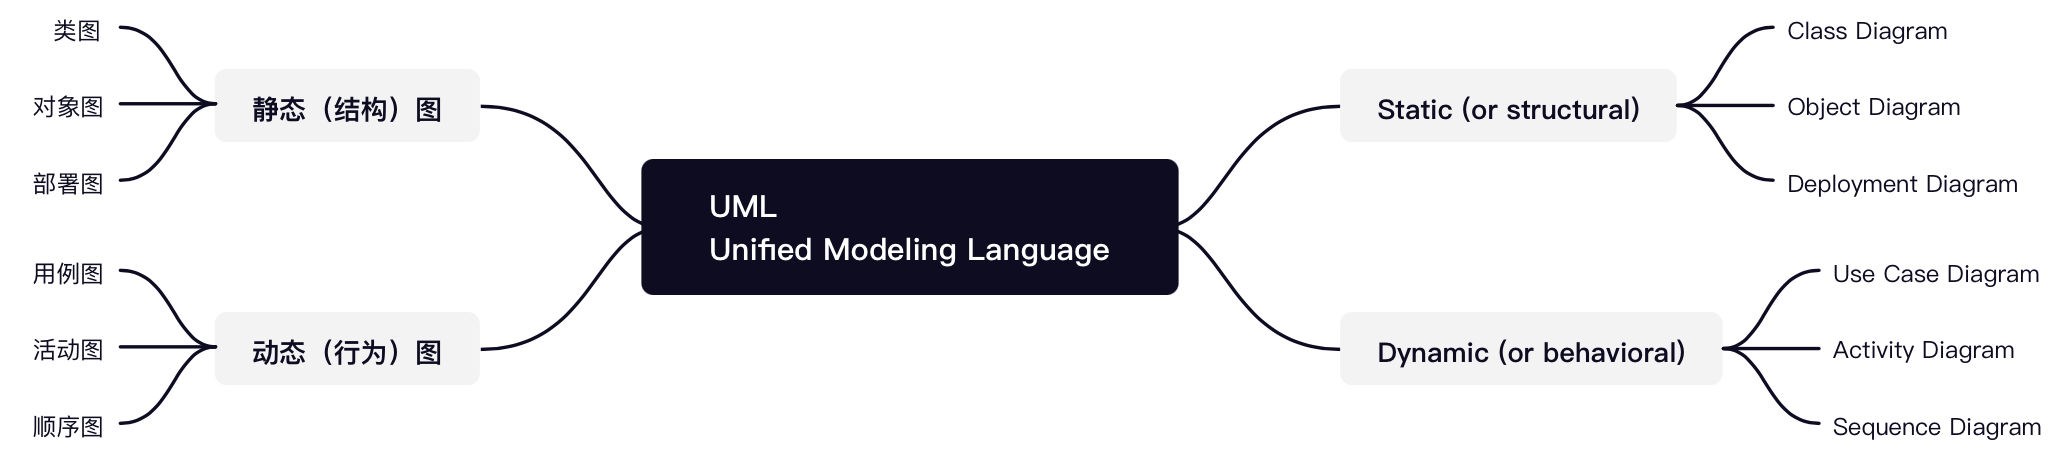 类图
对象图
部署图
静态（结构）图
用例图
活动图
顺序图
动态（行为）图
UML
Unified Modeling Language
Static (or structural)
Class Diagram
Object Diagram
Deployment Diagram
Dynamic (or behavioral)
Use Case Diagram
Activity Diagram
Sequence Diagram